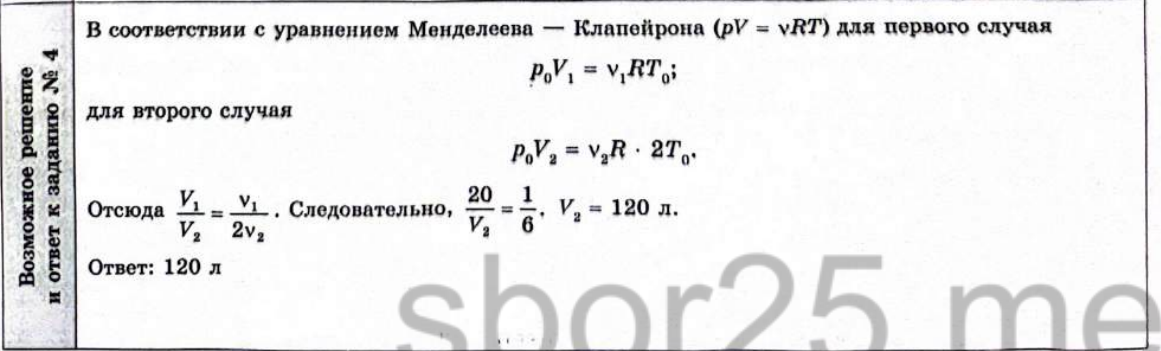 Возможное решение
и ответ к заданию № 4
В соответствии с уравнением Менделеева — Клапейрона (pV = νRT) для первого случая
p₀V₁ = ν₁RT₀;
для второго случая
p₀V₂ = ν₂R · 2T₀.
Отсюда V₁/V₂ = ν₁/2ν₂. Следовательно, 20/V₂ = 1/6, V₂ = 120 л.
Ответ: 120 л
sbor25.me